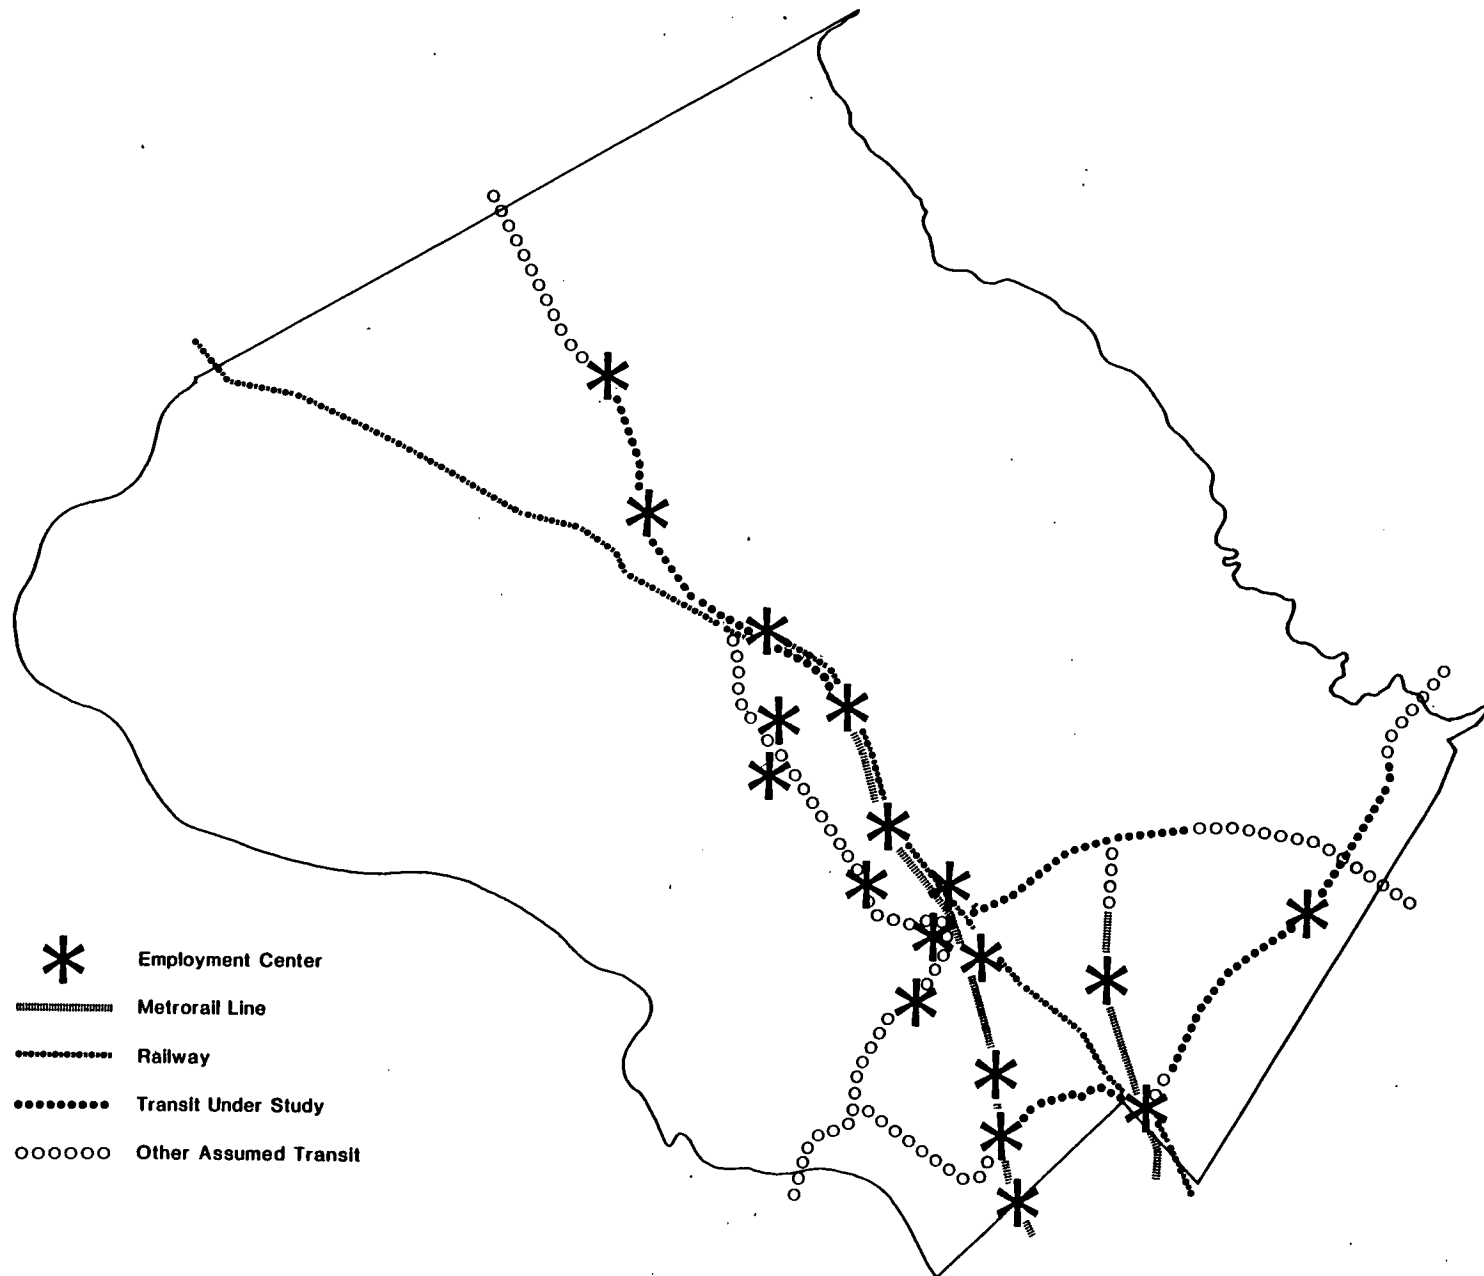 Employment Center
Metrorail Line
Railway
Transit Under Study
Other Assumed Transit